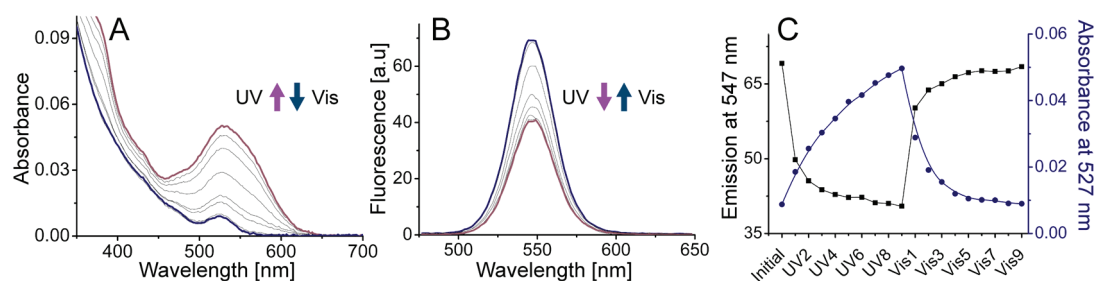 A
0.09
0.06
0.03
0.00
Absorbance
UV Vis
400 500 600 700
Wavelength [nm]
B
60
40
20
0
Fluorescence [a.u]
UV Vis
500 550 600 650
Wavelength [nm]
C
65
50
35
Emission at 547 nm
0.06
0.04
0.02
0.00
Absorbance at 527 nm
Initial UV2 UV4 UV6 UV8 Vis1 Vis3 Vis5 Vis7 Vis9